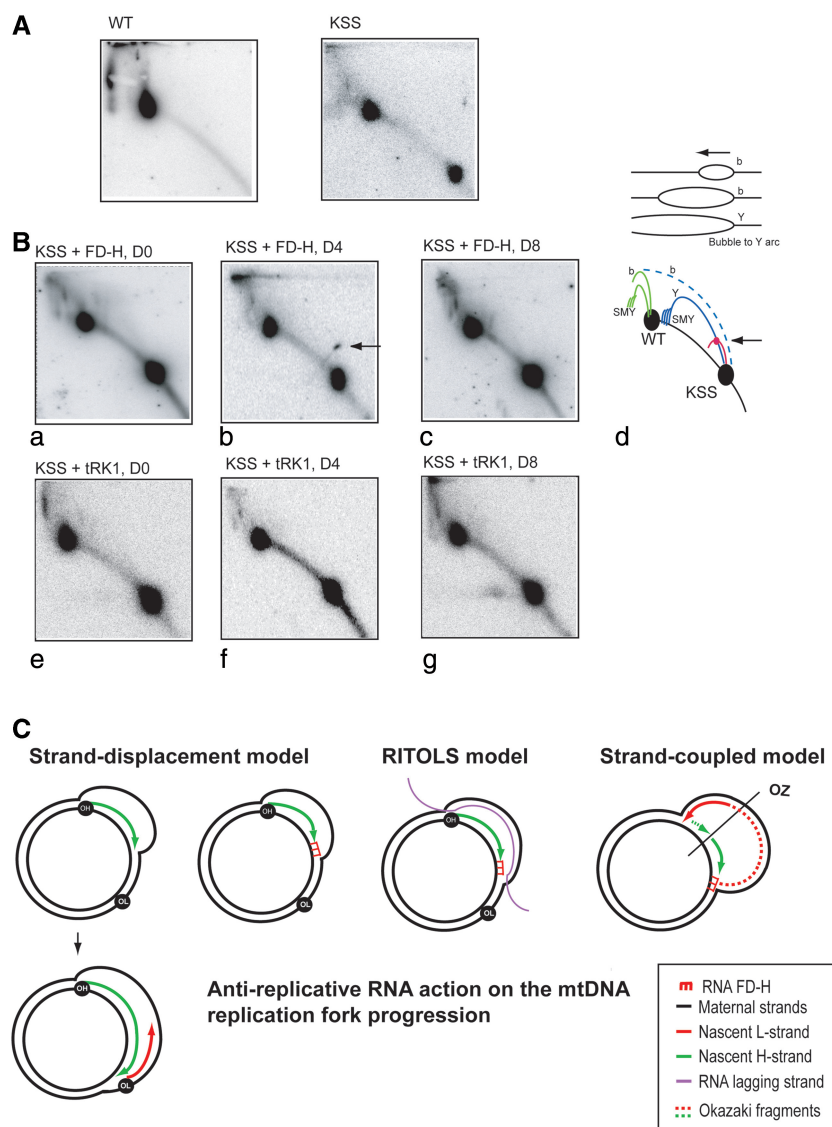 A
WT
KSS
b
b
Y
Bubble to Y arc
B
KSS + FD-H, D0
KSS + FD-H, D4
KSS + FD-H, D8
a
b
c
b
b
Y
SMY
SMY
WT
KSS
d
KSS + tRK1, D0
KSS + tRK1, D4
KSS + tRK1, D8
e
f
g
C
Strand-displacement model
RITOLS model
Strand-coupled model
OH
OL
OH
OL
OH
OL
OZ
OH
OL
Anti-replicative RNA action on the mtDNA
replication fork progression
RNA FD-H
Maternal strands
Nascent L-strand
Nascent H-strand
RNA lagging strand
Okazaki fragments